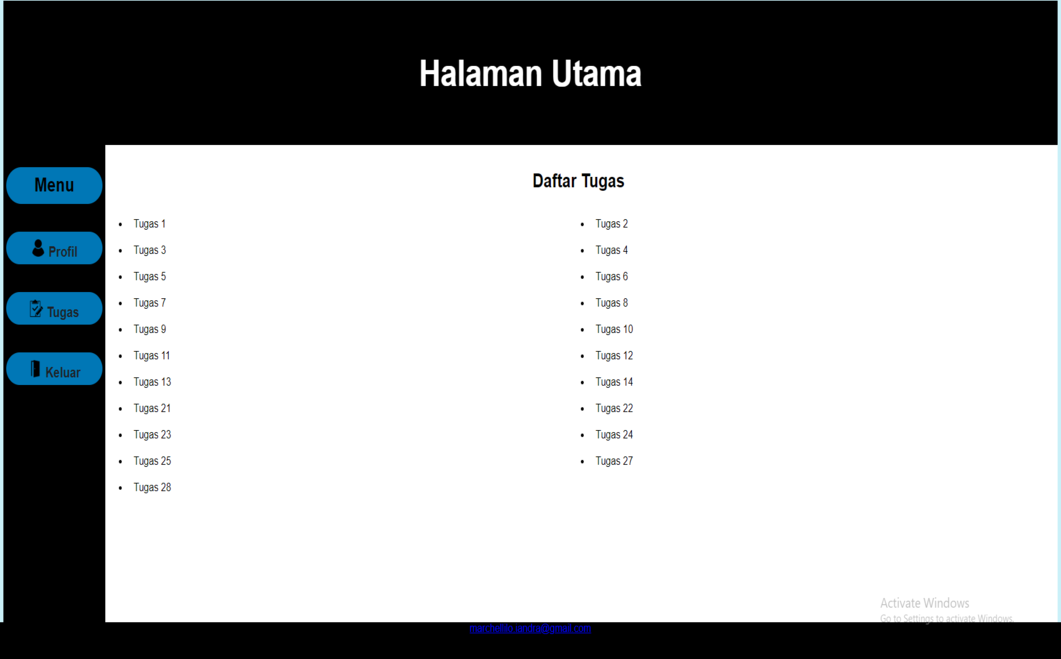 Halaman Utama
Menu
Profil
Tugas
Keluar
Daftar Tugas
Tugas 1
Tugas 2
Tugas 3
Tugas 4
Tugas 5
Tugas 6
Tugas 7
Tugas 8
Tugas 9
Tugas 10
Tugas 11
Tugas 12
Tugas 13
Tugas 14
Tugas 21
Tugas 22
Tugas 23
Tugas 24
Tugas 25
Tugas 27
Tugas 28
Activate Windows
Go to Settings to activate Windows.